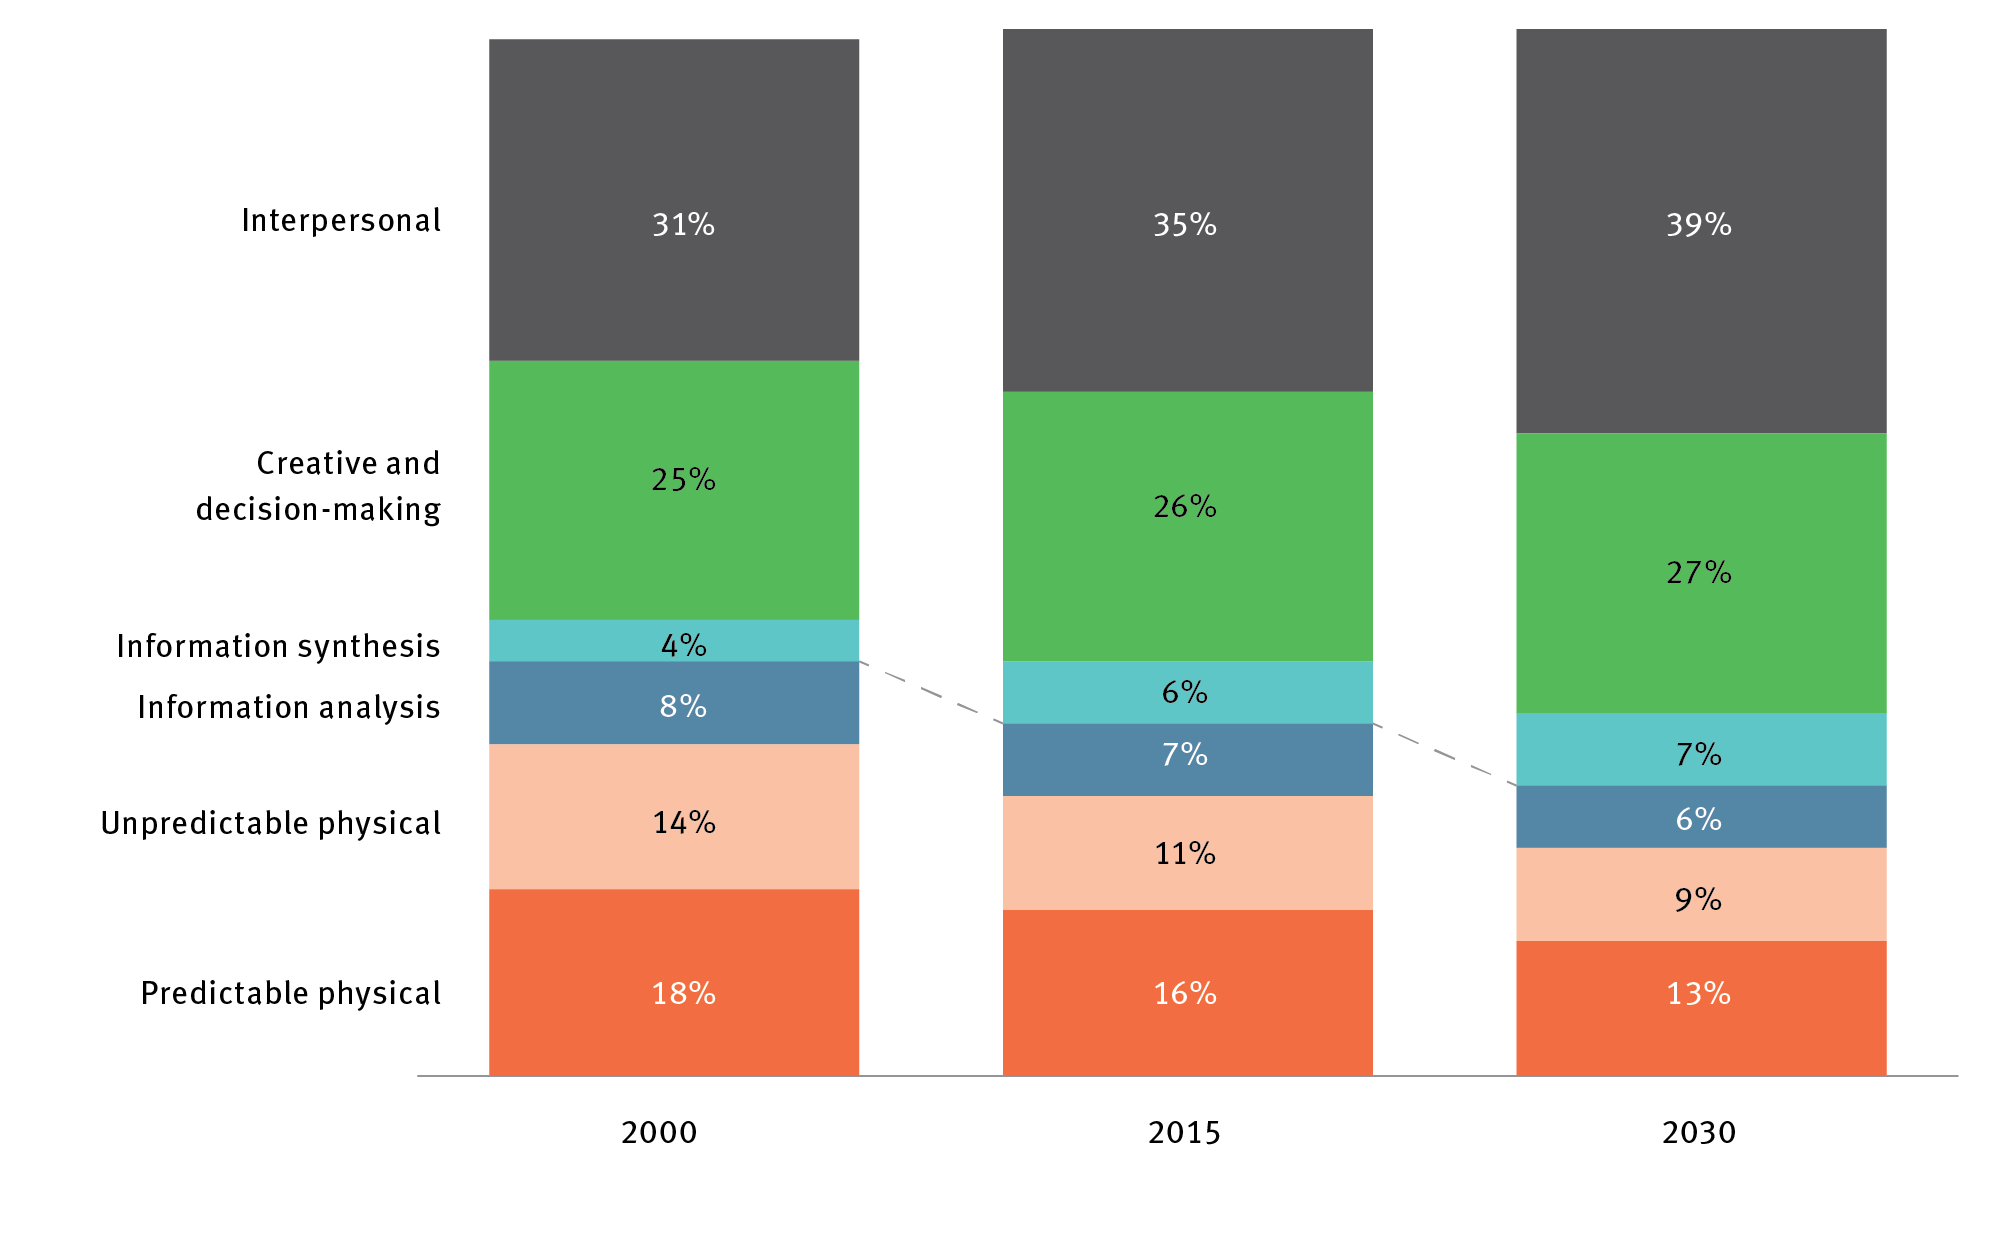 Interpersonal 31% 35% 39%
Creative and
decision-making 25% 26% 27%
Information synthesis 4% 6% 7%
Information analysis 8% 7% 6%
Unpredictable physical 14% 11% 9%
Predictable physical 18% 16% 13%
2000 2015 2030